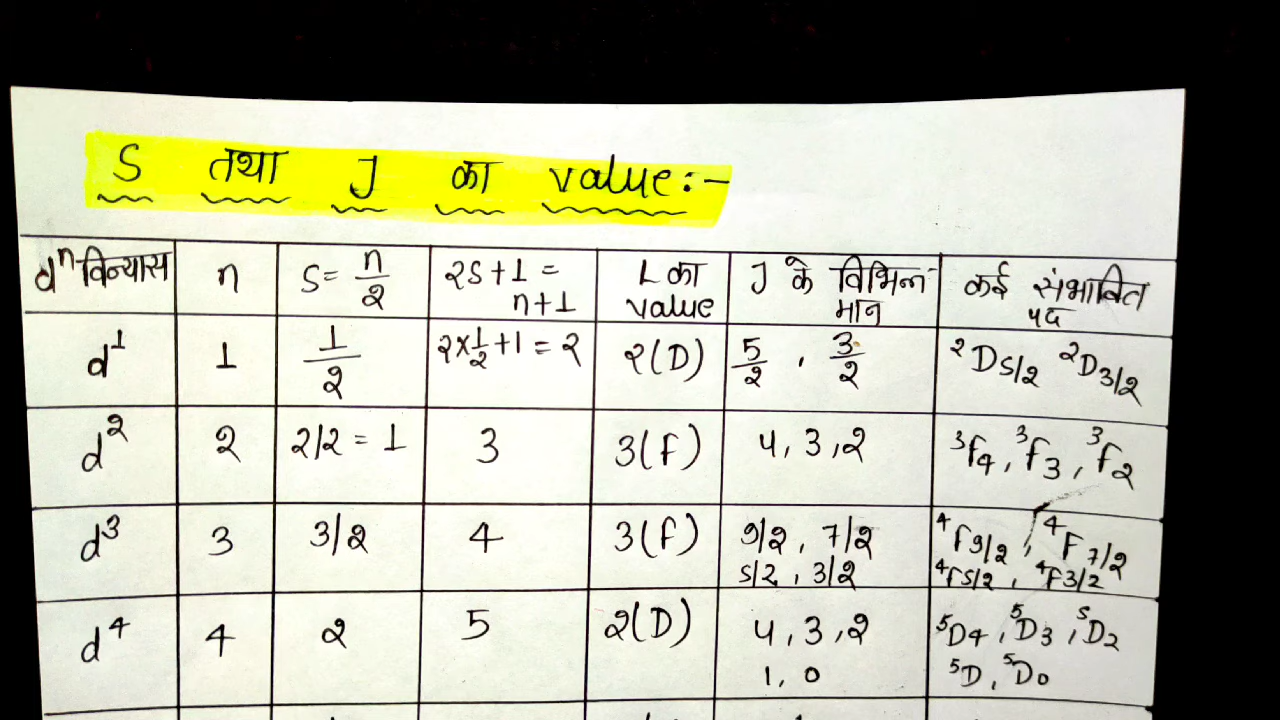 S तथा J का value:-
dⁿ विन्यास n S= n/2 2S+1 = n+1 L का value J के विभिन्न मान कई संभावित पद
d¹ 1 1/2 2×1/2+1 = 2 2(D) 5/2 , 3/2 ²D5/2 ²D3/2
d² 2 2/2 = 1 3 3(f) 4, 3, 2 ³f4, ³f3, ³f2
d³ 3 3/2 4 3(f) 9/2, 7/2 ⁴f9/2, ⁴F7/2
5/2, 3/2 ⁴f5/2, ⁴f3/2
d⁴ 4 2 5 2(D) 4, 3, 2 ⁵D4, ⁵D3, ⁵D2
1, 0 ⁵D, ⁵D0